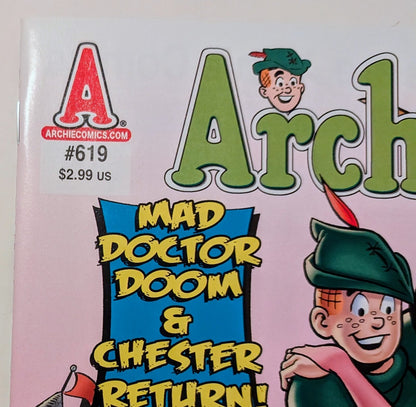 A
ARCHIECOMICS.COM
#619
$2.99 US
Arch
MAD
DOCTOR
DOOM
&
CHESTER
RETURN!